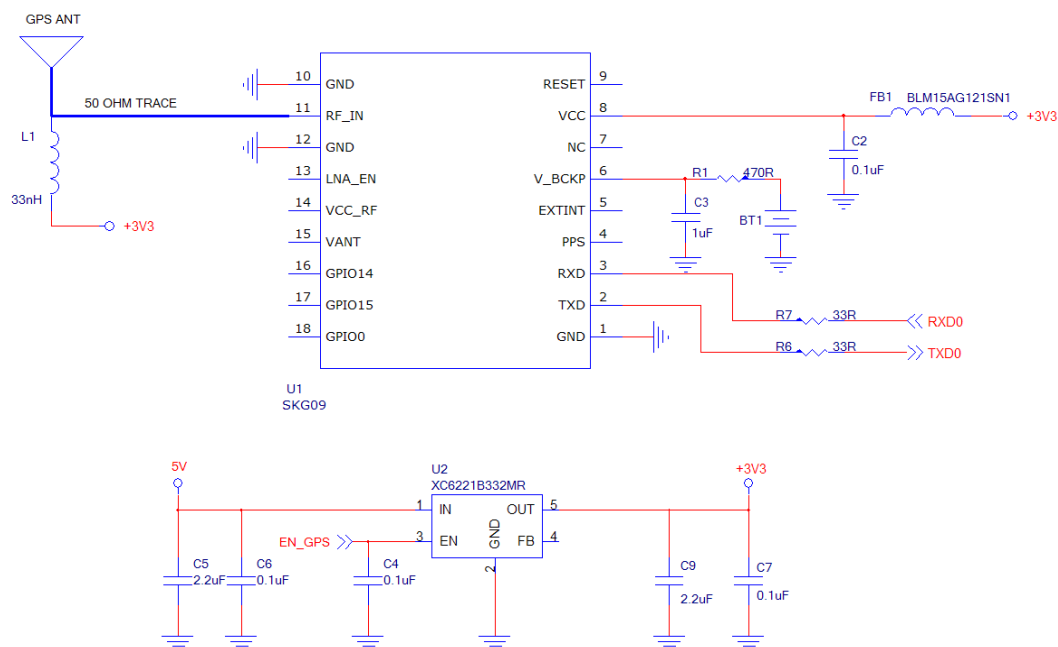 GPS ANT
50 OHM TRACE
L1
33nH
+3V3
10 GND
11 RF_IN
12 GND
13 LNA_EN
14 VCC_RF
15 VANT
16 GPIO14
17 GPIO15
18 GPIO0
RESET 9
VCC 8
NC 7
V_BCKP 6
EXTINT 5
PPS 4
RXD 3
TXD 2
GND 1
U1
SKG09
FB1 BLM15AG121SN1
+3V3
C2
0.1uF
R1 470R
C3
1uF
BT1
R7 33R RXD0
R6 33R TXD0
5V
U2
XC6221B332MR
+3V3
1 IN OUT 5
EN_GPS 3 EN GND FB 4
2
C5
2.2uF
C6
0.1uF
C4
0.1uF
C9
2.2uF
C7
0.1uF